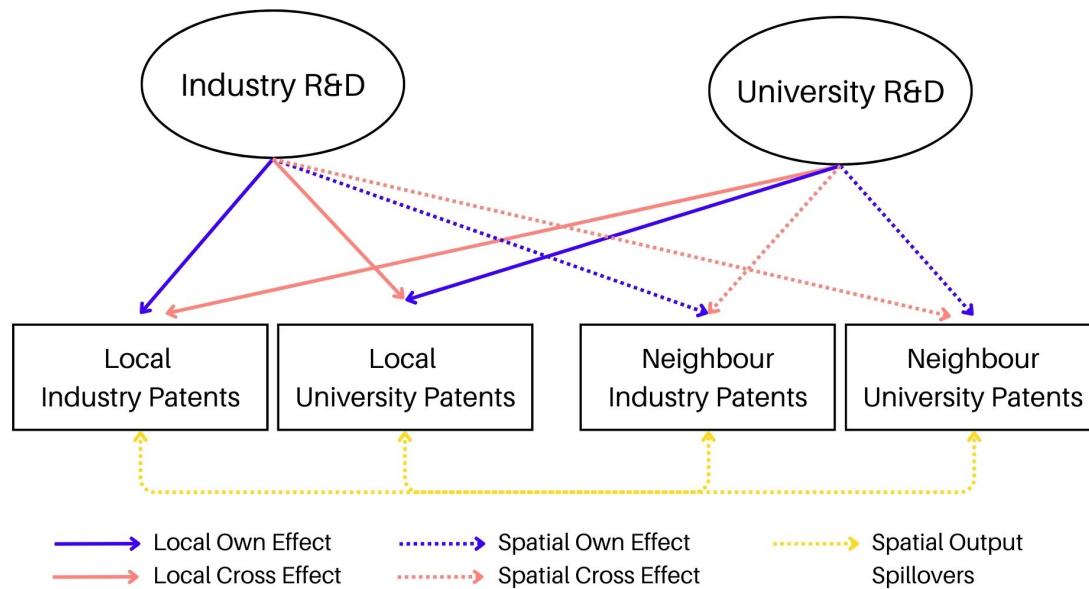 Industry R&D
University R&D
Local
Industry Patents
Local
University Patents
Neighbour
Industry Patents
Neighbour
University Patents
Local Own Effect
Spatial Own Effect
Spatial Output
Spillovers
Local Cross Effect
Spatial Cross Effect